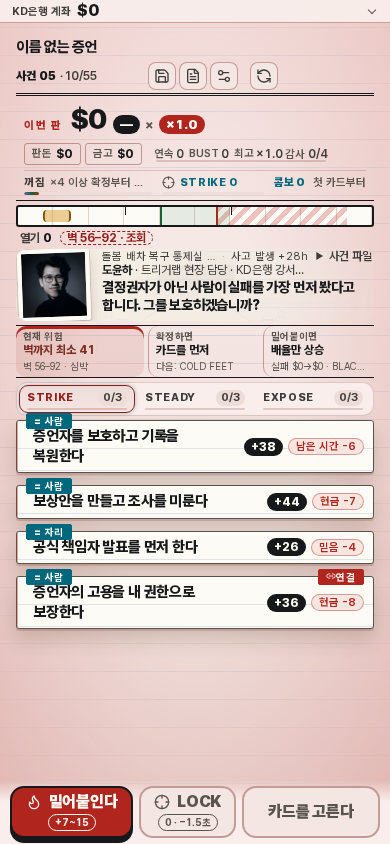 KD은행 계좌 $0
이름 없는 증언
사건 05 · 10/55
이번 판 $0 — × ×1.0
판돈 $0 금고 $0 연속 0 BUST 0 최고 ×1.0 감사 0/4
꺼짐 ×4 이상 확정부터 ... STRIKE 0 콤보 0 첫 카드부터
열기 0 벽 56–92 · 조회
돌봄 배차 복구 통제실 ... · 사고 발생 +28h ▶ 사건 파일
도윤하 · 트리거랩 현장 담당 · KD은행 강서...
결정권자가 아닌 사람이 실패를 가장 먼저 봤다고
합니다. 그를 보호하겠습니까?
현재 위험 확정하면 밀어붙이면
벽까지 최소 41 카드를 먼저 배율만 상승
벽 56–92 · 심박 다음: COLD FEET 실패 $0→$0 · BLAC...
STRIKE 0/3 STEADY 0/3 EXPOSE 0/3
= 사람
증언자를 보호하고 기록을
복원한다
+38 남은 시간 −6
= 사람
보상안을 만들고 조사를 미룬다 +44 현금 −7
= 자리
공식 책임자 발표를 먼저 한다 +26 믿음 −4
= 사람 연결
증언자의 고용을 내 권한으로
보장한다
+36 현금 −8
밀어붙인다 LOCK 카드를 고른다
+7~15 0 · −1.5초